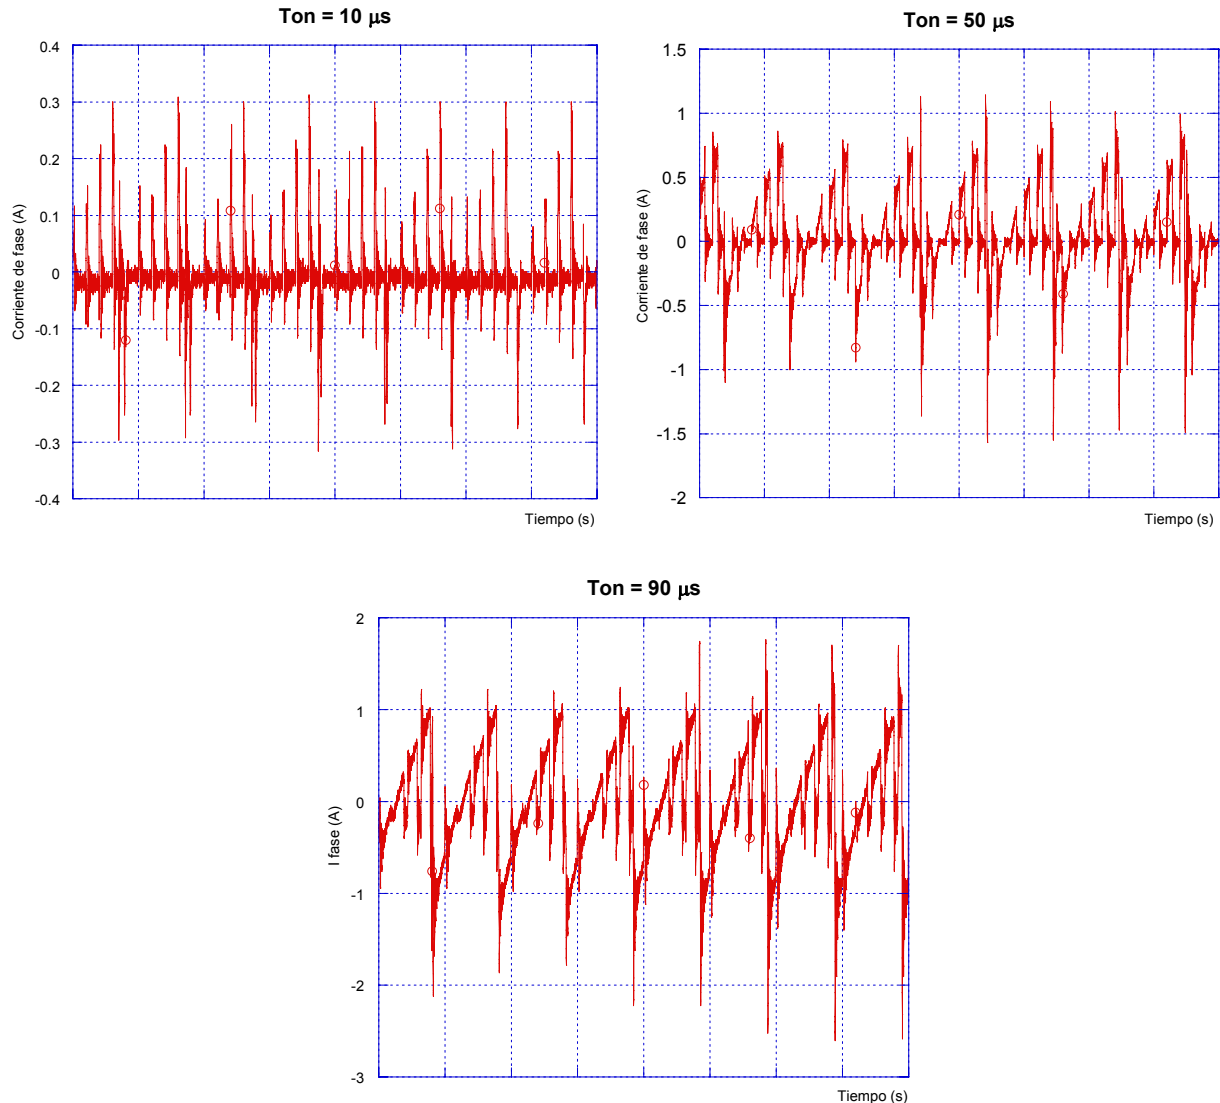 Ton = 10 μs
0.4
0.3
0.2
0.1
0
-0.1
-0.2
-0.3
-0.4
Corriente de fase (A)
Tiempo (s)
Ton = 50 μs
1.5
1
0.5
0
-0.5
-1
-1.5
-2
Corriente de fase (A)
Tiempo (s)
Ton = 90 μs
2
1
0
-1
-2
-3
I fase (A)
Tiempo (s)